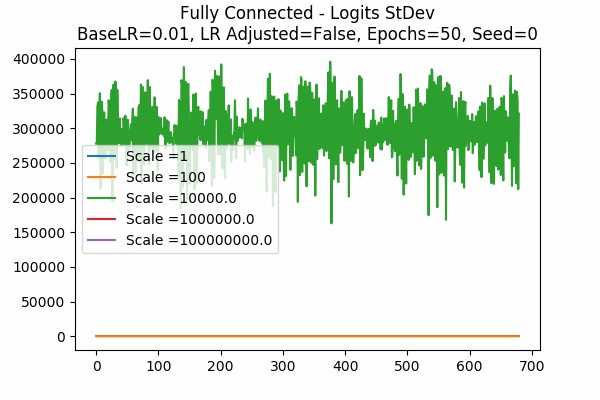 Fully Connected - Logits StDev
BaseLR=0.01, LR Adjusted=False, Epochs=50, Seed=0
400000
350000
300000
250000
200000
150000
100000
50000
0
Scale =1
Scale =100
Scale =10000.0
Scale =1000000.0
Scale =100000000.0
0 100 200 300 400 500 600 700